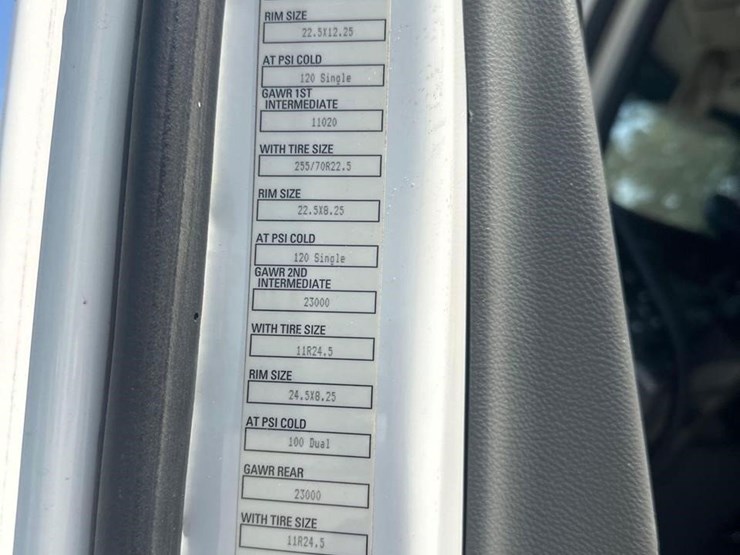 RIM SIZE
22.5X12.25
AT PSI COLD
120 Single
GAWR 1ST
INTERMEDIATE
11020
WITH TIRE SIZE
255/70R22.5
RIM SIZE
22.5X8.25
AT PSI COLD
120 Single
GAWR 2ND
INTERMEDIATE
23000
WITH TIRE SIZE
11R24.5
RIM SIZE
24.5X8.25
AT PSI COLD
100 Dual
GAWR REAR
23000
WITH TIRE SIZE
11R24.5